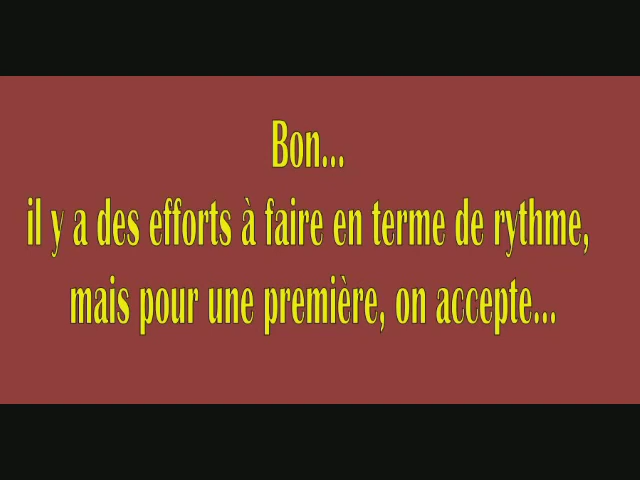 Bon...
il y a des efforts à faire en terme de rythme,
mais pour une première, on accepte...